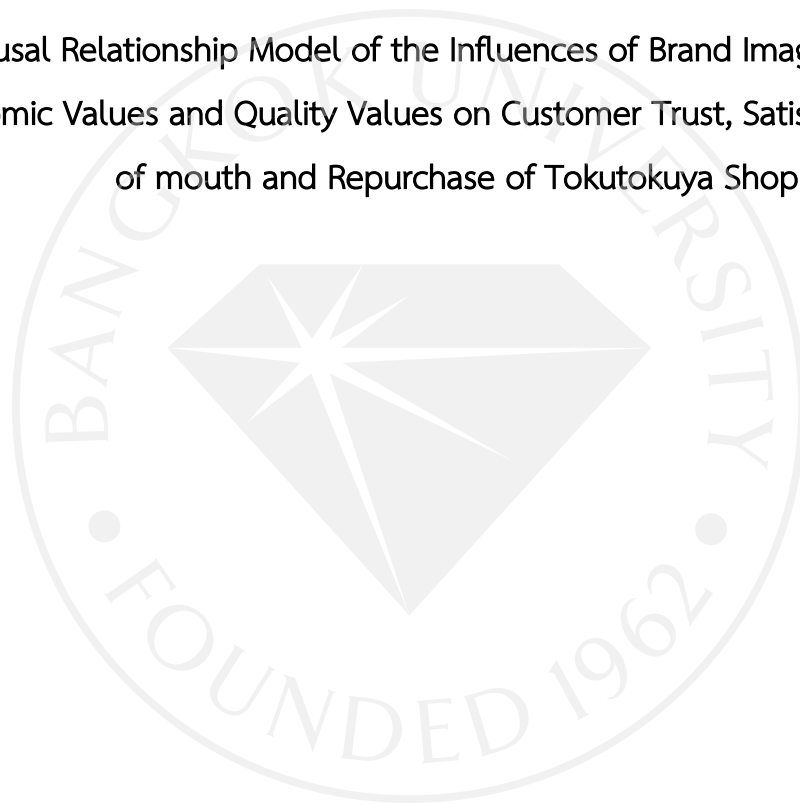 usal Relationship Model of the Influences of Brand Imag
omic Values and Quality Values on Customer Trust, Satis
of mouth and Repurchase of Tokutokuya Shop
BANGKOK UNIVERSITY
FOUNDED 1962